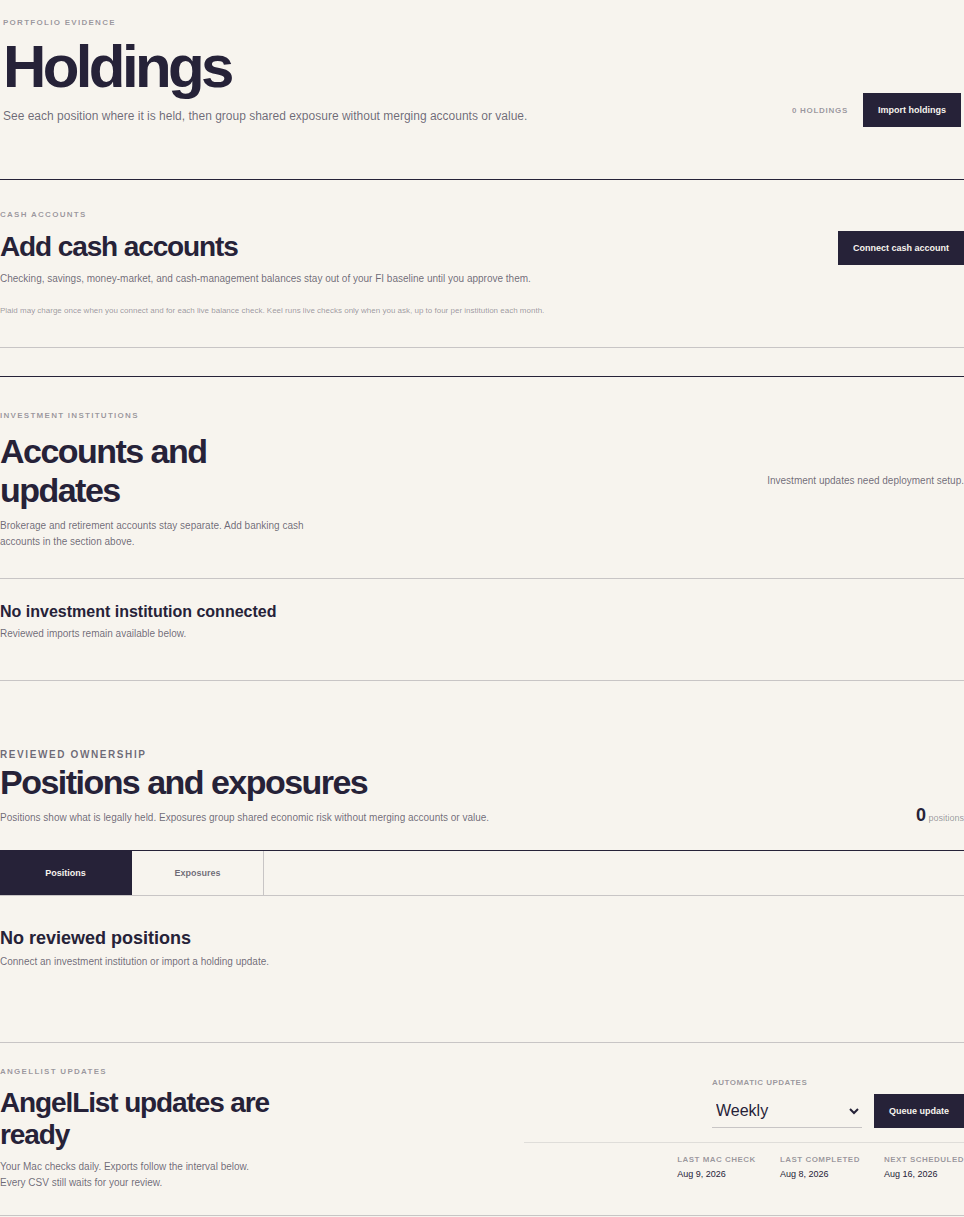 PORTFOLIO EVIDENCE
Holdings
See each position where it is held, then group shared exposure without merging accounts or value.
0 HOLDINGS
Import holdings
CASH ACCOUNTS
Add cash accounts
Connect cash account
Checking, savings, money-market, and cash-management balances stay out of your FI baseline until you approve them.
Plaid may charge once when you connect and for each live balance check. Keel runs live checks only when you ask, up to four per institution each month.
INVESTMENT INSTITUTIONS
Accounts and
updates
Investment updates need deployment setup.
Brokerage and retirement accounts stay separate. Add banking cash
accounts in the section above.
No investment institution connected
Reviewed imports remain available below.
REVIEWED OWNERSHIP
Positions and exposures
Positions show what is legally held. Exposures group shared economic risk without merging accounts or value.
0 positions
Positions
Exposures
No reviewed positions
Connect an investment institution or import a holding update.
ANGELLIST UPDATES
AngelList updates are
ready
Your Mac checks daily. Exports follow the interval below.
Every CSV still waits for your review.
AUTOMATIC UPDATES
Weekly
Queue update
LAST MAC CHECK
Aug 9, 2026
LAST COMPLETED
Aug 8, 2026
NEXT SCHEDULED
Aug 16, 2026